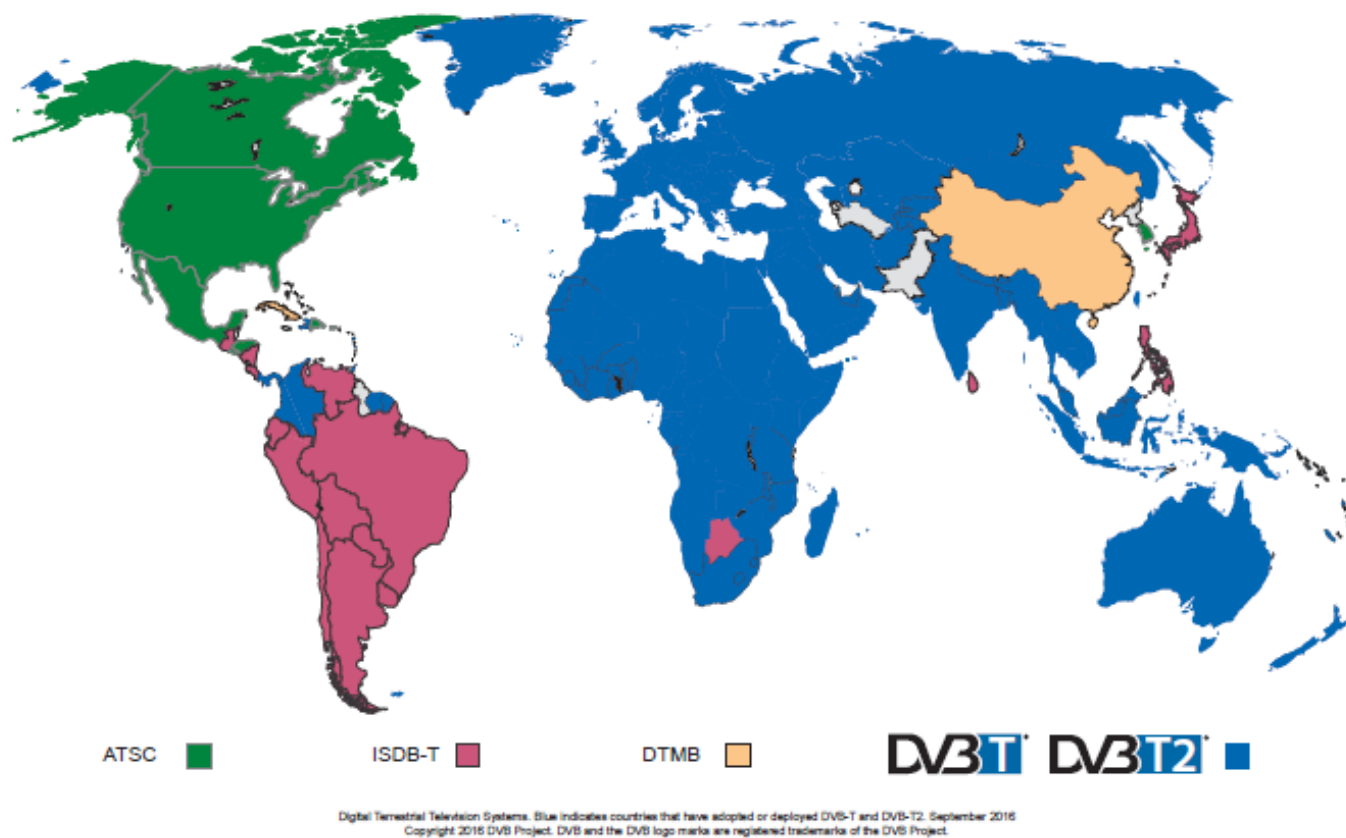 ATSC
ISDB-T
DTMB
DVB T
DVB T2
Digital Terrestrial Television Systems. Blue indicates countries that have adopted or deployed DVB-T and DVB-T2. September 2016
Copyright 2016 DVB Project. DVB and the DVB logo marks are registered trademarks of the DVB Project.